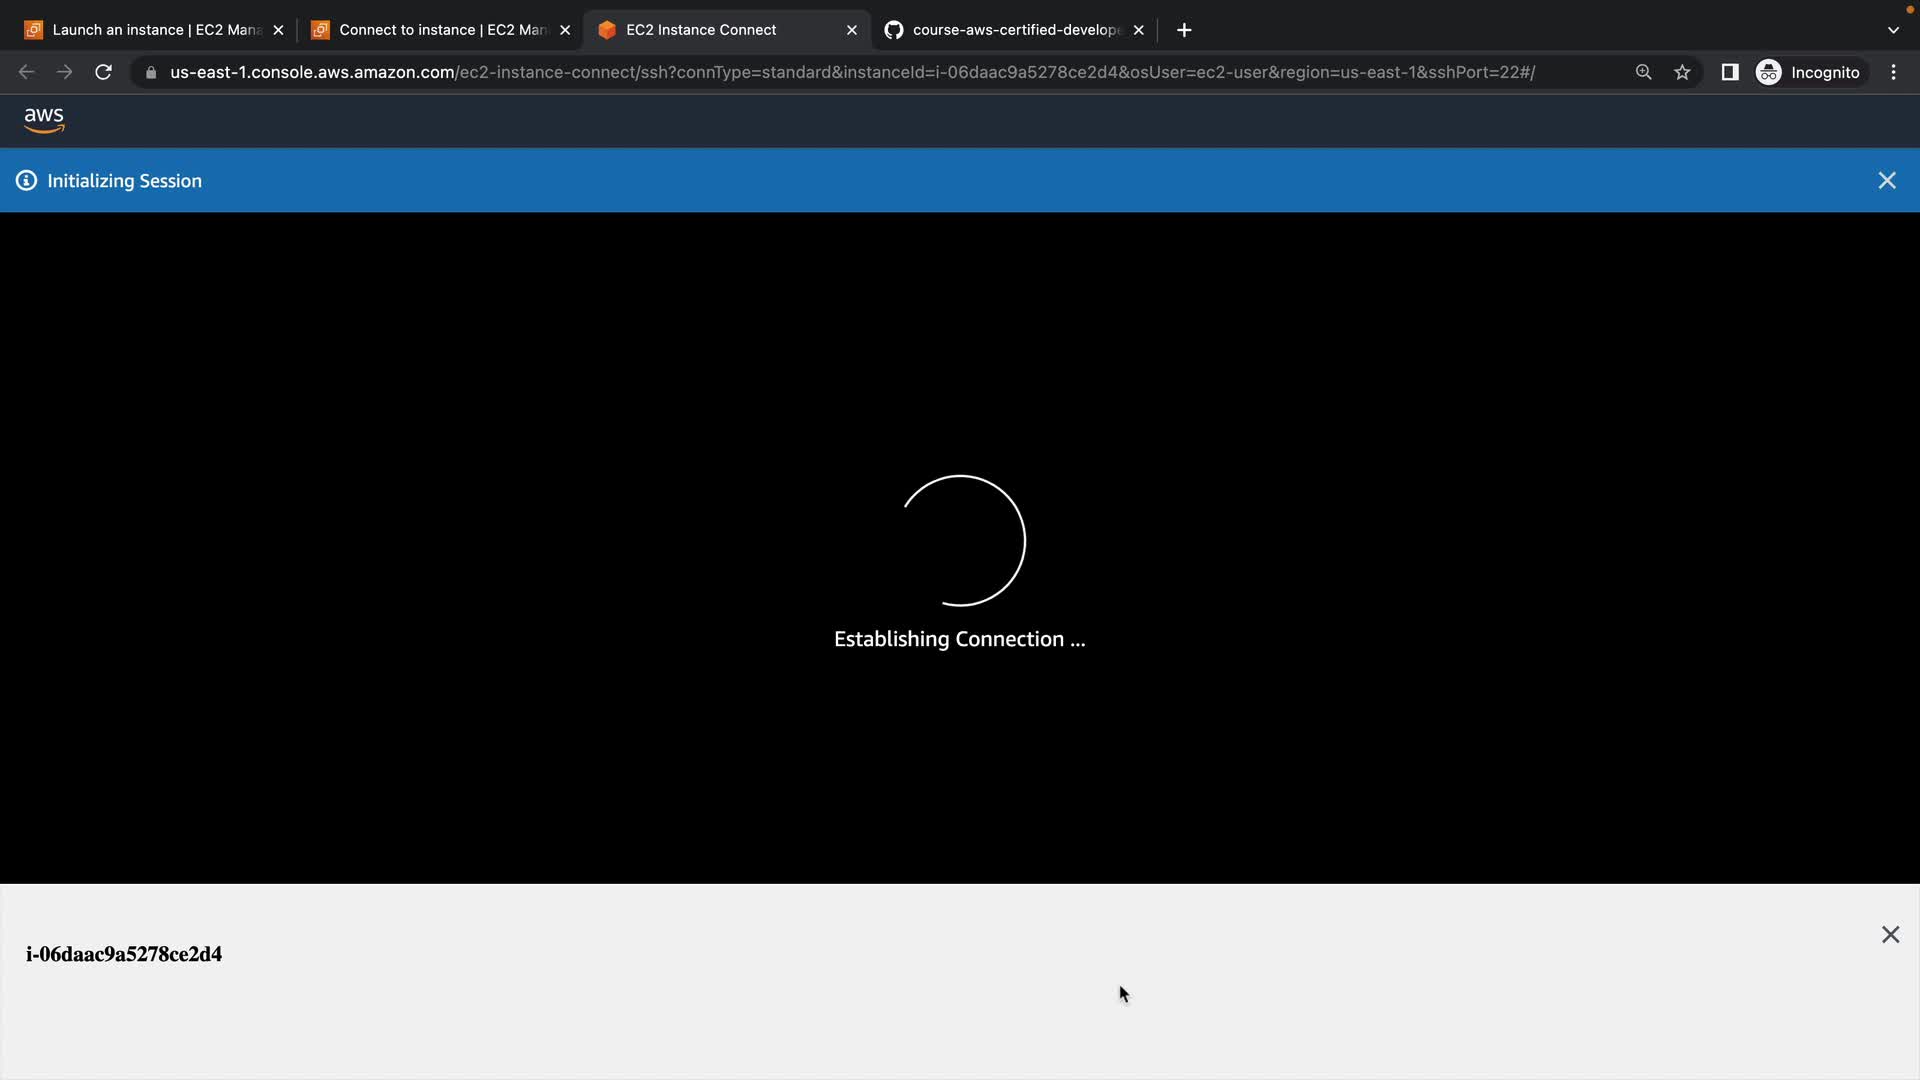 Launch an instance | EC2 Mana
Connect to instance | EC2 Man
EC2 Instance Connect
course-aws-certified-develope
us-east-1.console.aws.amazon.com/ec2-instance-connect/ssh?connType=standard&instanceId=i-06daac9a5278ce2d4&osUser=ec2-user&region=us-east-1&sshPort=22#/
Incognito
aws
Initializing Session
Establishing Connection ...
i-06daac9a5278ce2d4